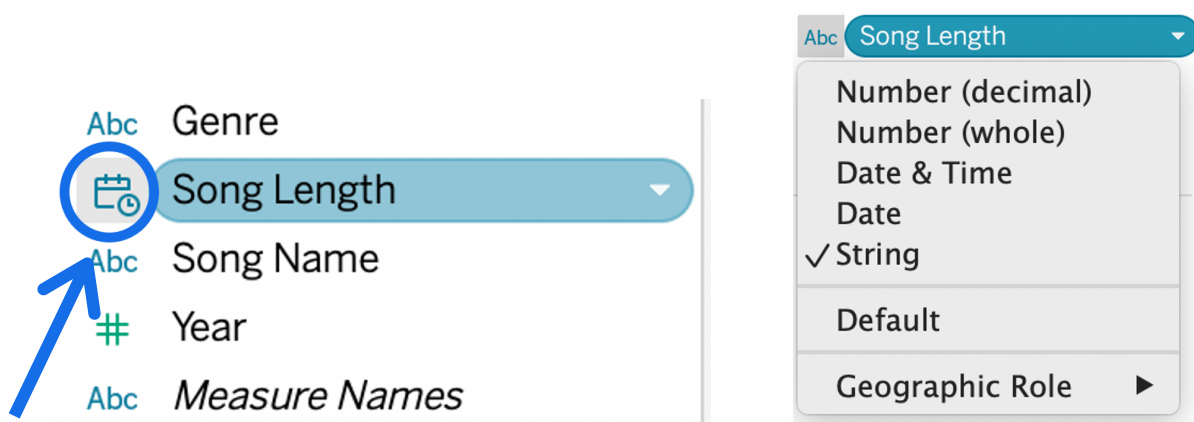 Abc Genre
Song Length
Abc Song Name
Year
Abc Measure Names
Abc Song Length
Number (decimal)
Number (whole)
Date & Time
Date
✓ String
Default
Geographic Role ▶